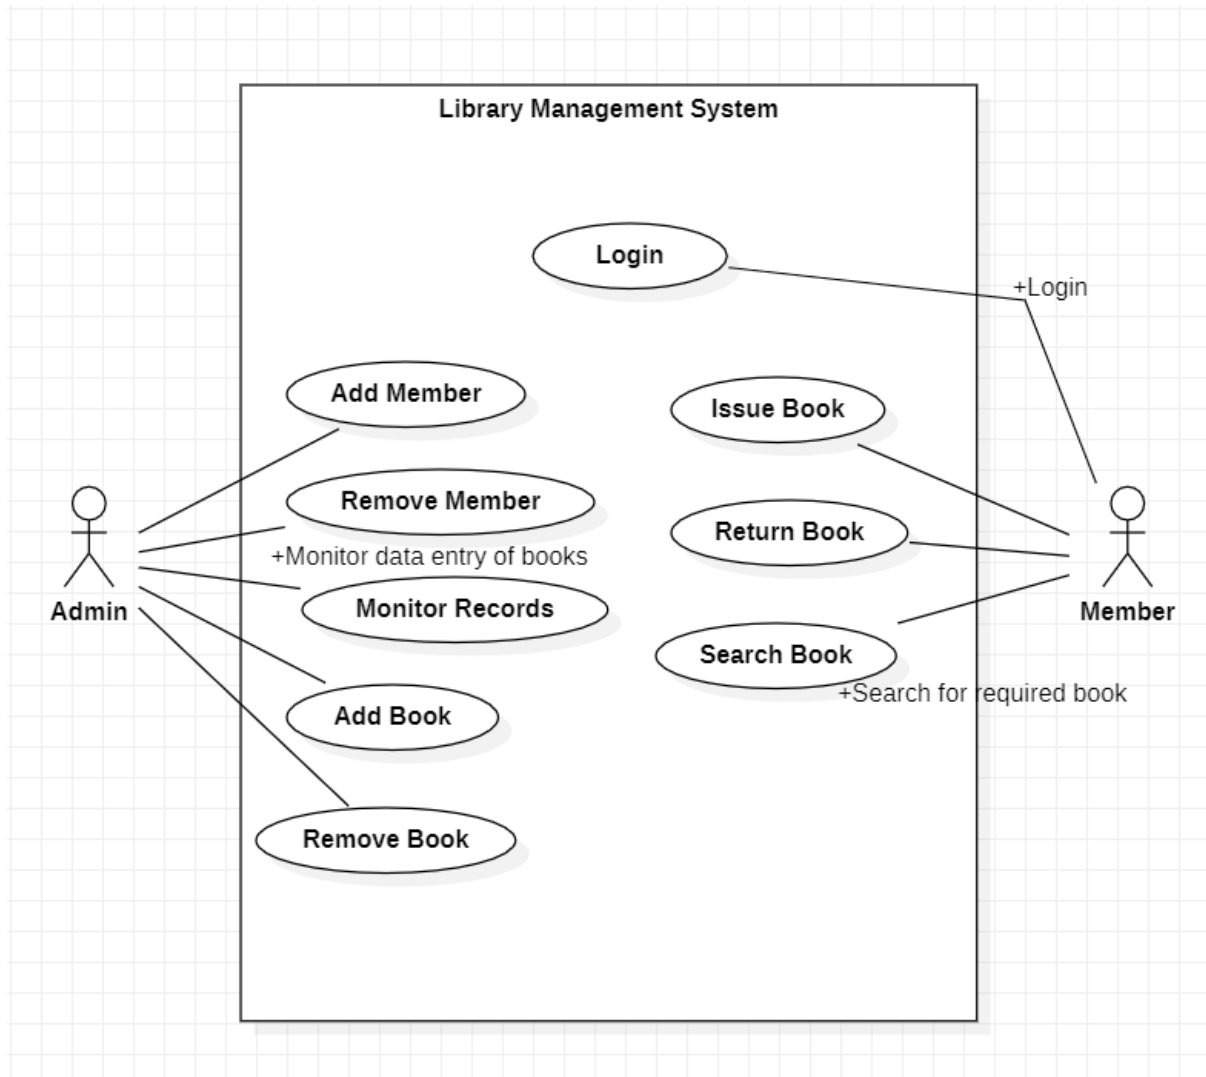 Library Management System
Login
+Login
Add Member
Issue Book
Remove Member
Return Book
+Monitor data entry of books
Monitor Records
Admin
Member
Search Book
+Search for required book
Add Book
Remove Book